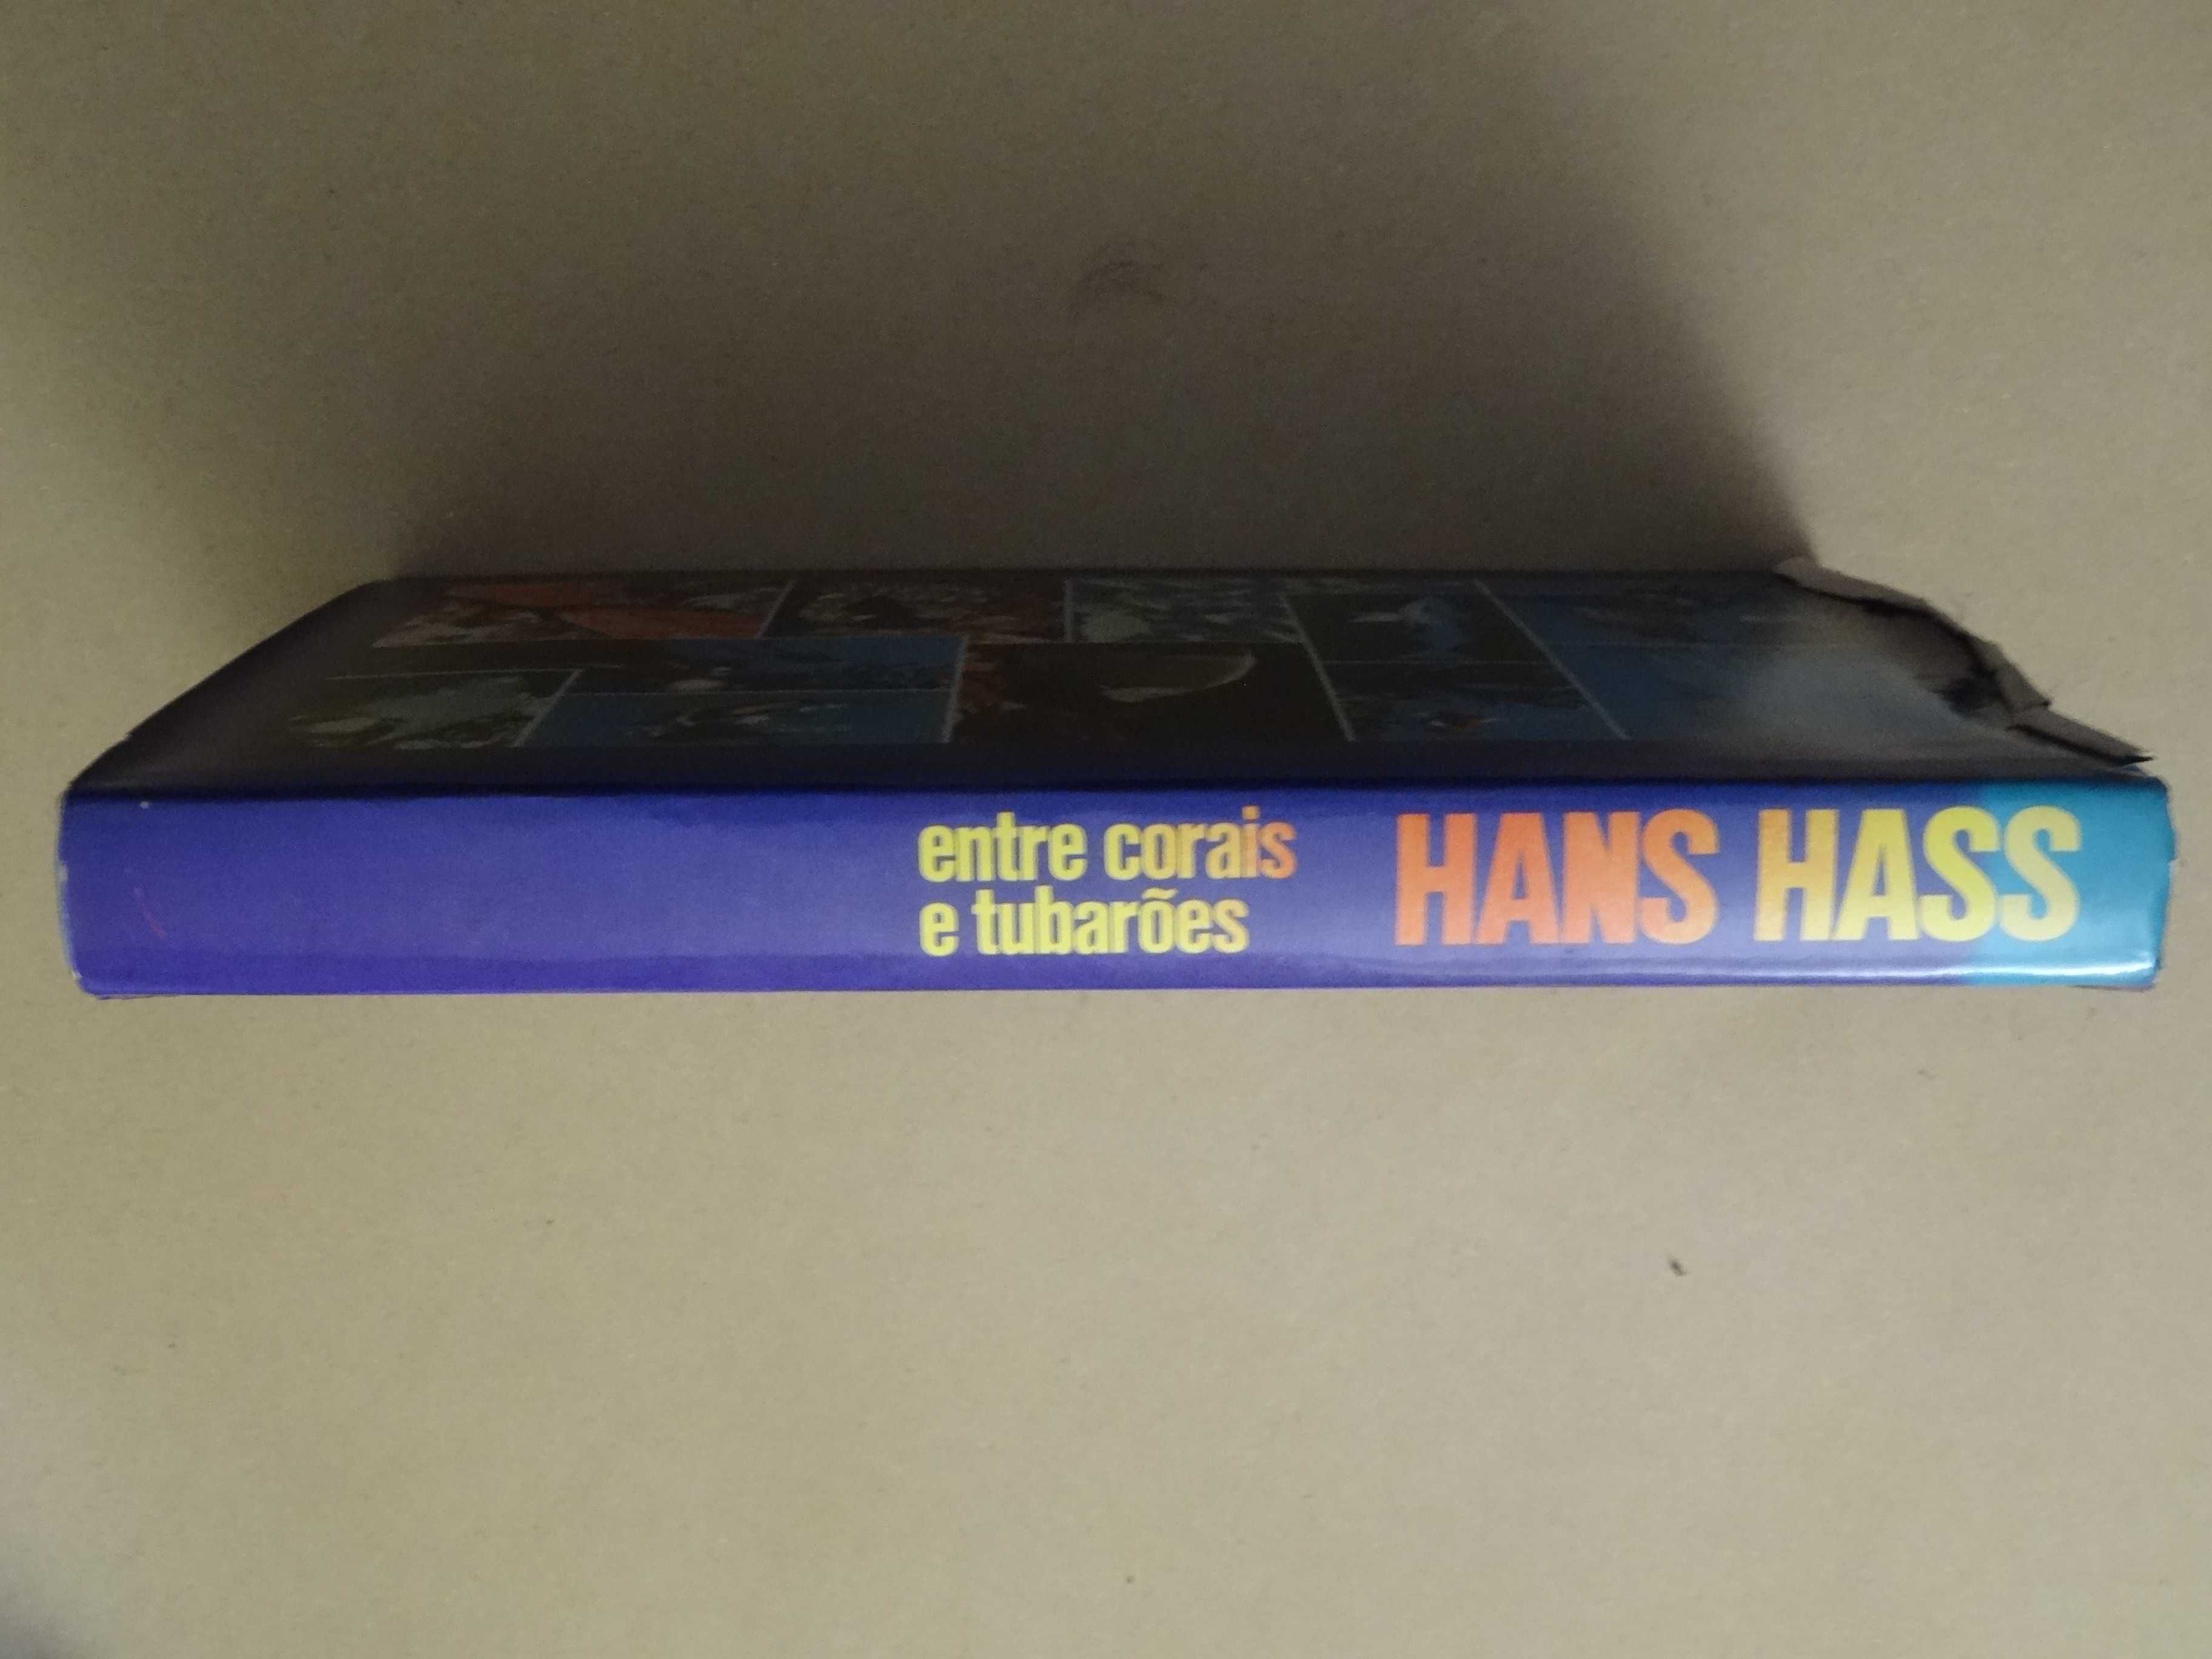 entre corais
e tubarões
HANS HASS